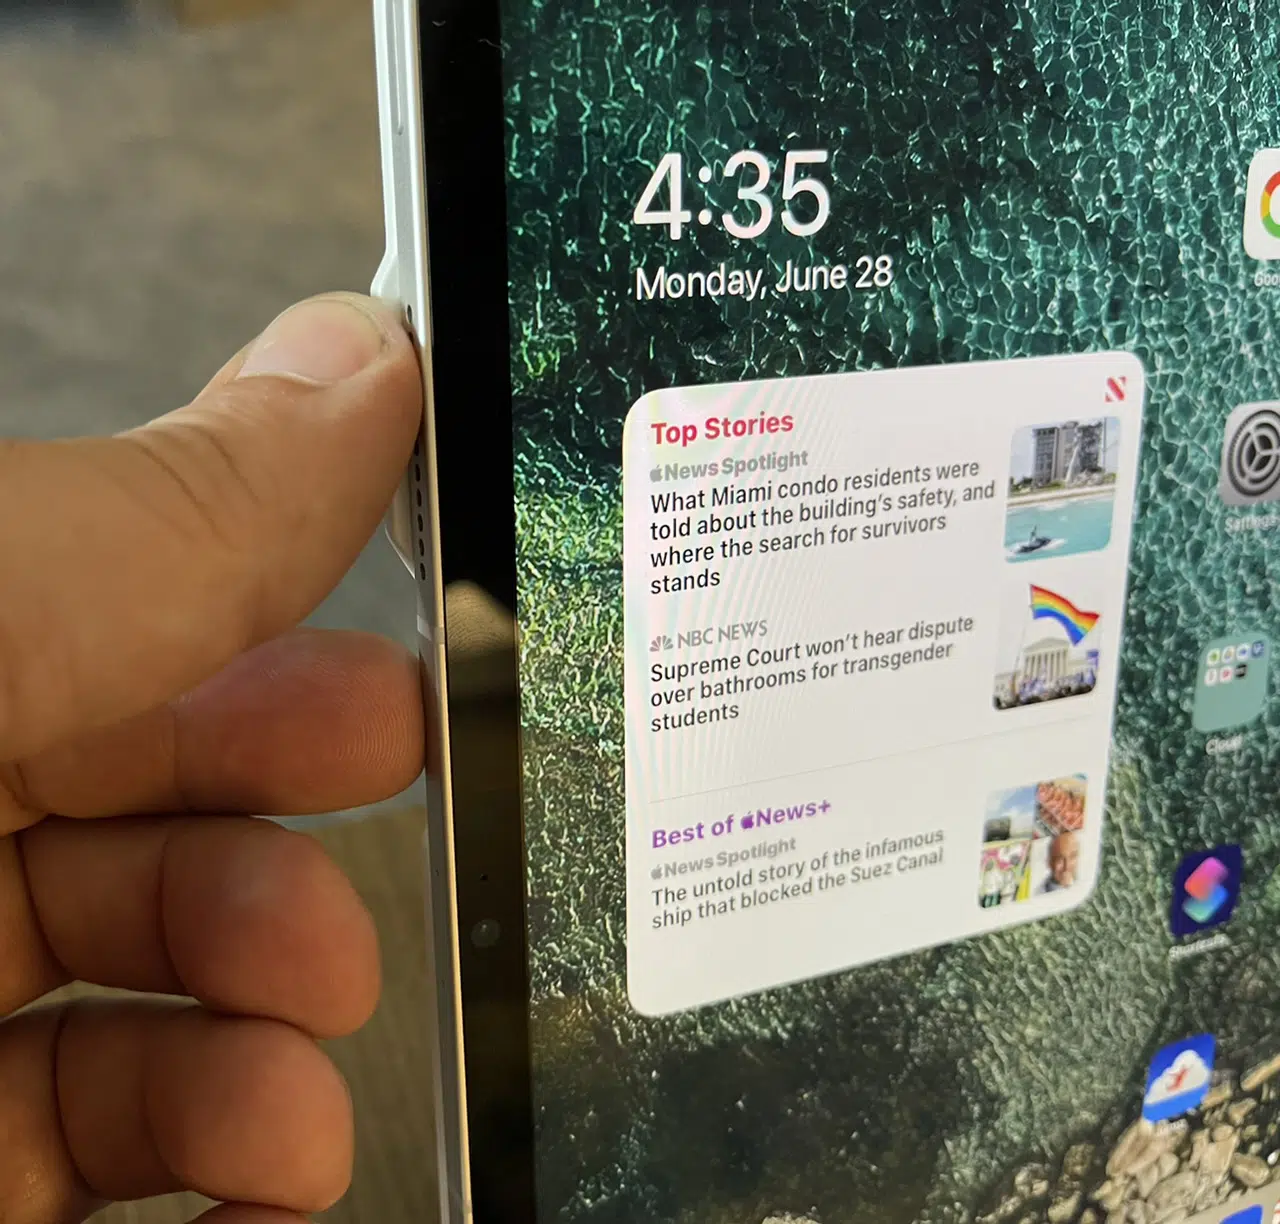 4:35
Monday, June 28
Top Stories
News Spotlight
What Miami condo residents were
told about the building's safety, and
where the search for survivors
stands
NBC NEWS
Supreme Court won't hear dispute
over bathrooms for transgender
students
Best of News+
News Spotlight
The untold story of the infamous
ship that blocked the Suez Canal
Settings
Shortcuts